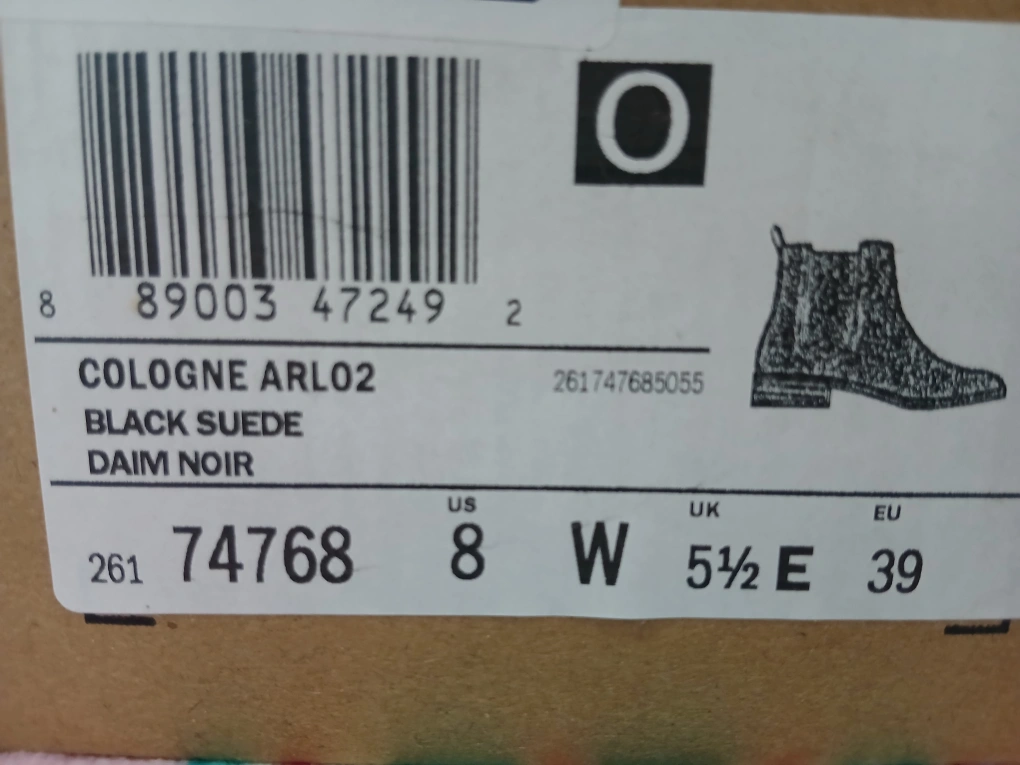 O
8 89003 47249 2
COLOGNE ARLO2 261747685055
BLACK SUEDE
DAIM NOIR
US UK EU
261 74768 8 W 5½ E 39